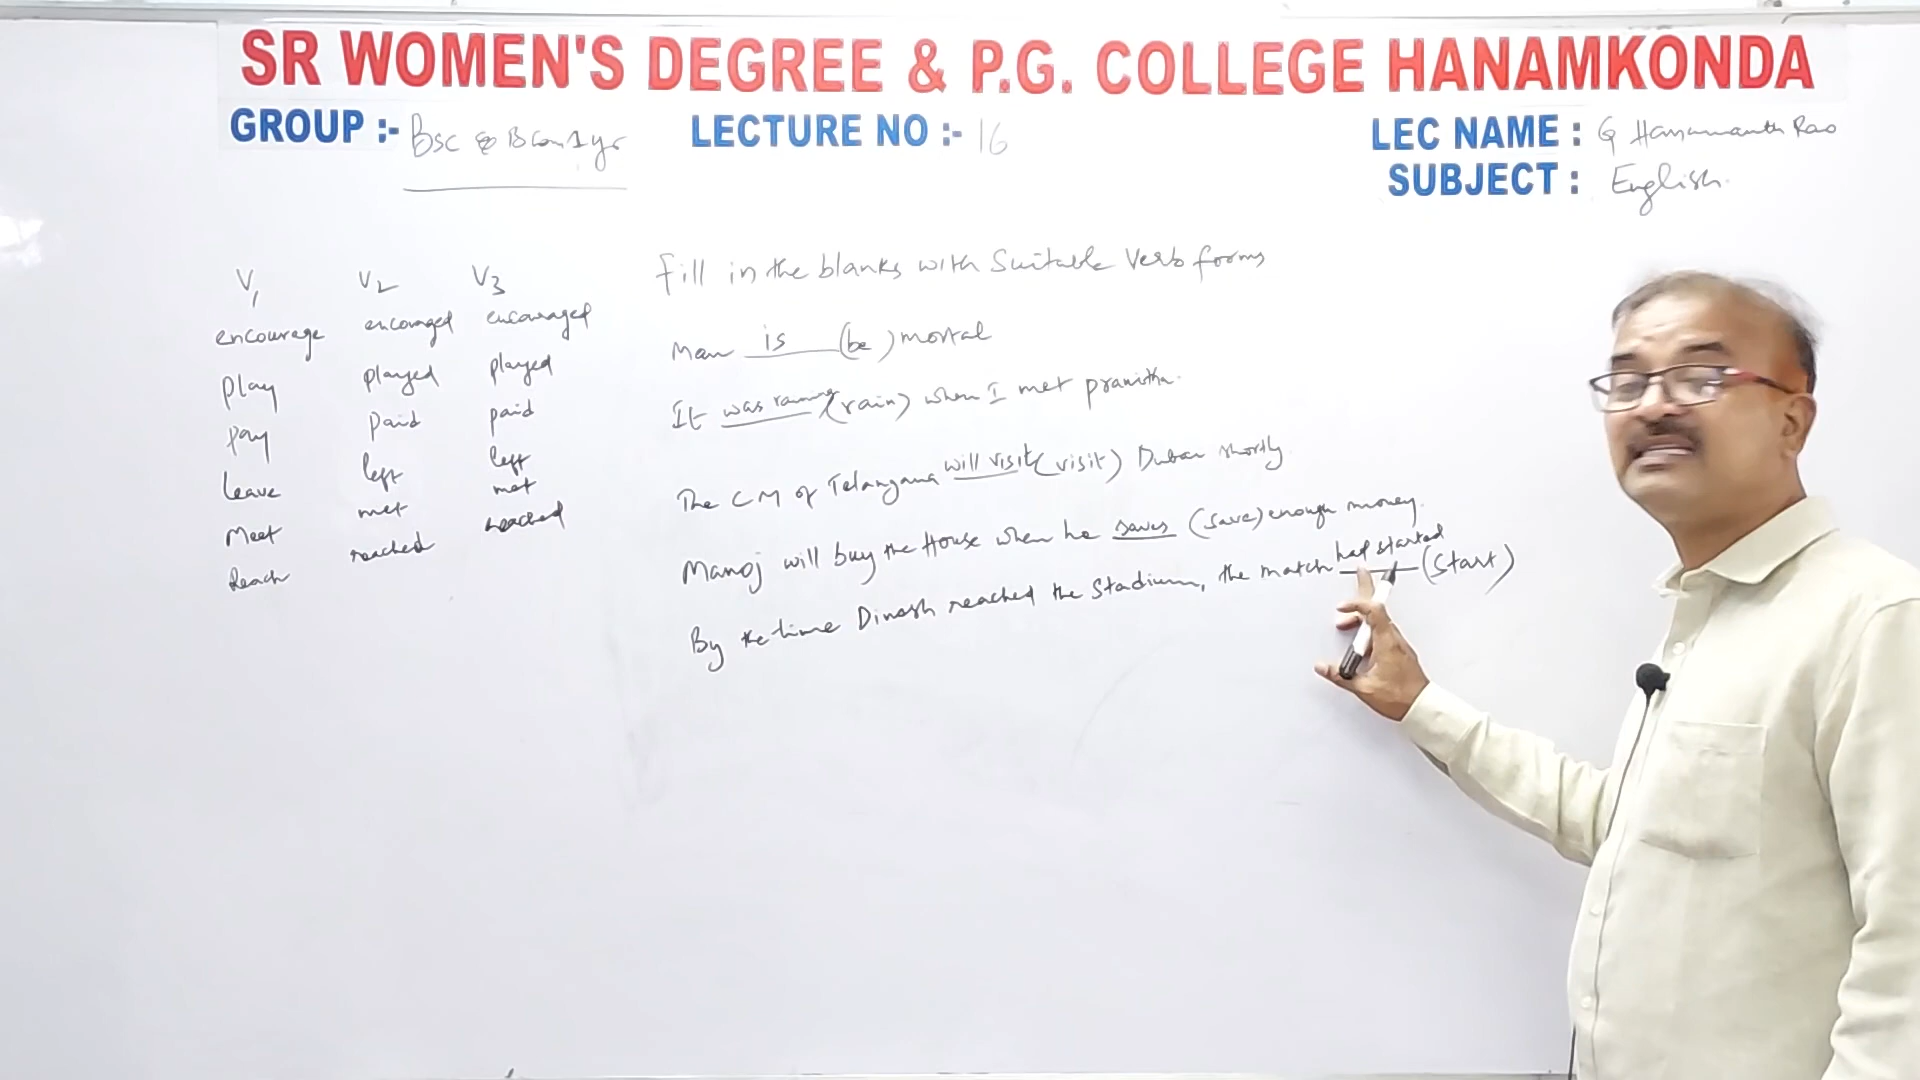 SR WOMEN'S DEGREE & P.G. COLLEGE HANAMKONDA
GROUP :- Bsc & Bcom 1 yr
LECTURE NO :- 16
LEC NAME : G Hanumanth Rao
SUBJECT : English.
V1 V2 V3
encourage encouraged encouraged
play played played
pay paid paid
leave left left
Meet met met
Reach reached reached
Fill in the blanks with Suitable Verb forms
Man is (be) mortal
It was raining (rain) when I met pranitha.
The CM of Telangana will visit (visit) Dubai shortly.
Manoj will buy the House when he saves (save) enough money.
By the time Dinesh reached the Stadium, the match had started (Start)